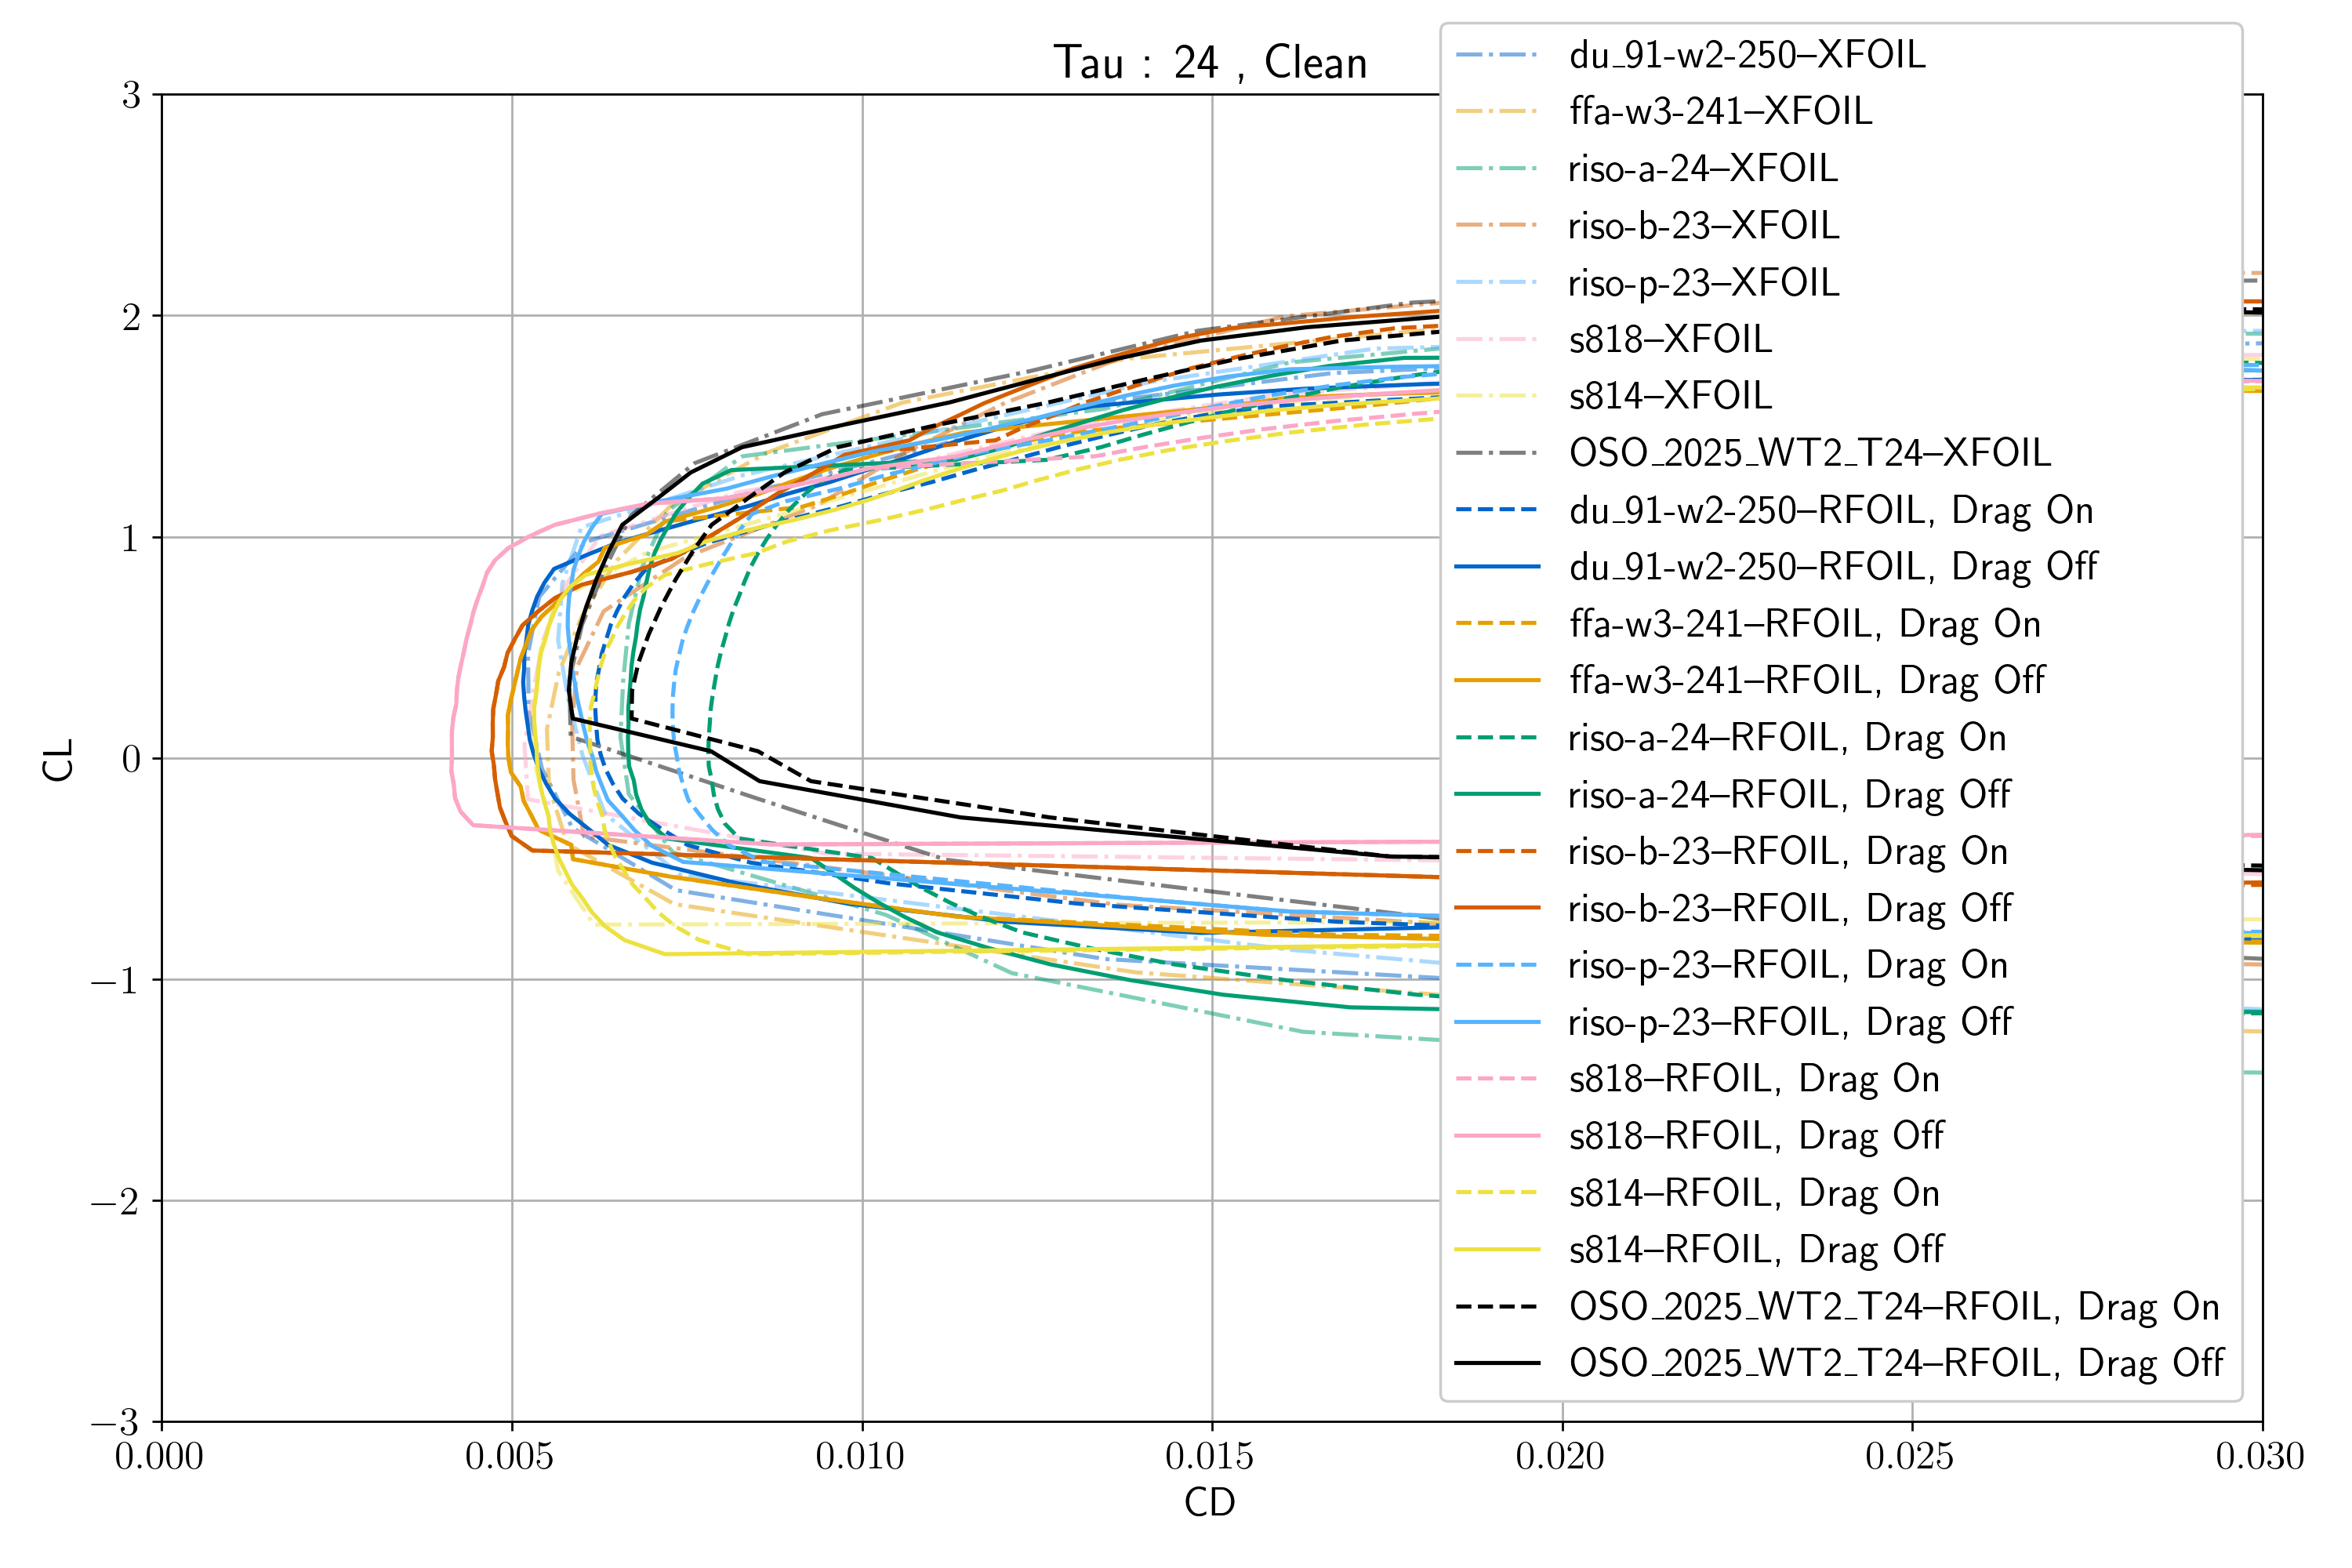 Tau : 24 , Clean
3
2
1
0
−1
−2
−3
CL
0.000
0.005
0.010
0.015
0.020
0.025
0.030
CD
du_91-w2-250–XFOIL
ffa-w3-241–XFOIL
riso-a-24–XFOIL
riso-b-23–XFOIL
riso-p-23–XFOIL
s818–XFOIL
s814–XFOIL
OSO_2025_WT2_T24–XFOIL
du_91-w2-250–RFOIL, Drag On
du_91-w2-250–RFOIL, Drag Off
ffa-w3-241–RFOIL, Drag On
ffa-w3-241–RFOIL, Drag Off
riso-a-24–RFOIL, Drag On
riso-a-24–RFOIL, Drag Off
riso-b-23–RFOIL, Drag On
riso-b-23–RFOIL, Drag Off
riso-p-23–RFOIL, Drag On
riso-p-23–RFOIL, Drag Off
s818–RFOIL, Drag On
s818–RFOIL, Drag Off
s814–RFOIL, Drag On
s814–RFOIL, Drag Off
OSO_2025_WT2_T24–RFOIL, Drag On
OSO_2025_WT2_T24–RFOIL, Drag Off